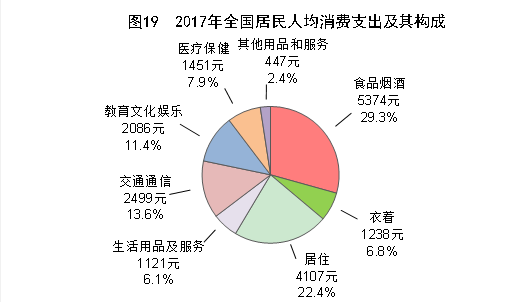 图19 2017年全国居民人均消费支出及其构成
其他用品和服务
447元
2.4%
医疗保健
1451元
7.9%
食品烟酒
5374元
29.3%
教育文化娱乐
2086元
11.4%
交通通信
2499元
13.6%
衣着
1238元
6.8%
生活用品及服务
1121元
6.1%
居住
4107元
22.4%